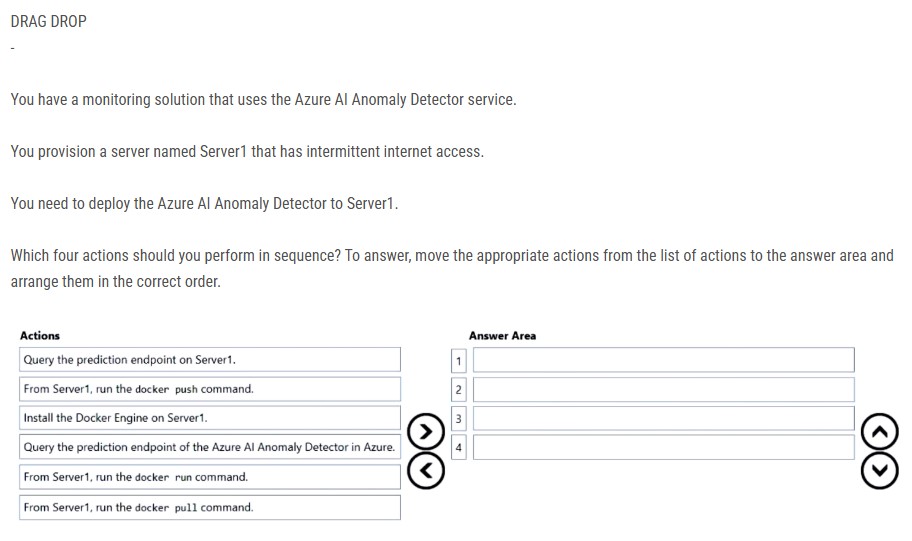 DRAG DROP
-
You have a monitoring solution that uses the Azure AI Anomaly Detector service.
You provision a server named Server1 that has intermittent internet access.
You need to deploy the Azure AI Anomaly Detector to Server1.
Which four actions should you perform in sequence? To answer, move the appropriate actions from the list of actions to the answer area and
arrange them in the correct order.
Actions
Query the prediction endpoint on Server1.
From Server1, run the docker push command.
Install the Docker Engine on Server1.
Query the prediction endpoint of the Azure AI Anomaly Detector in Azure.
From Server1, run the docker run command.
From Server1, run the docker pull command.
Answer Area
1
2
3
4